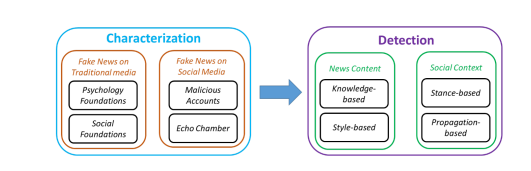 Characterization
Fake News on
Traditional media
Psychology
Foundations
Social
Foundations
Fake News on
Social Media
Malicious
Accounts
Echo Chamber
Detection
News Content
Knowledge-
based
Style-based
Social Context
Stance-based
Propagation-
based